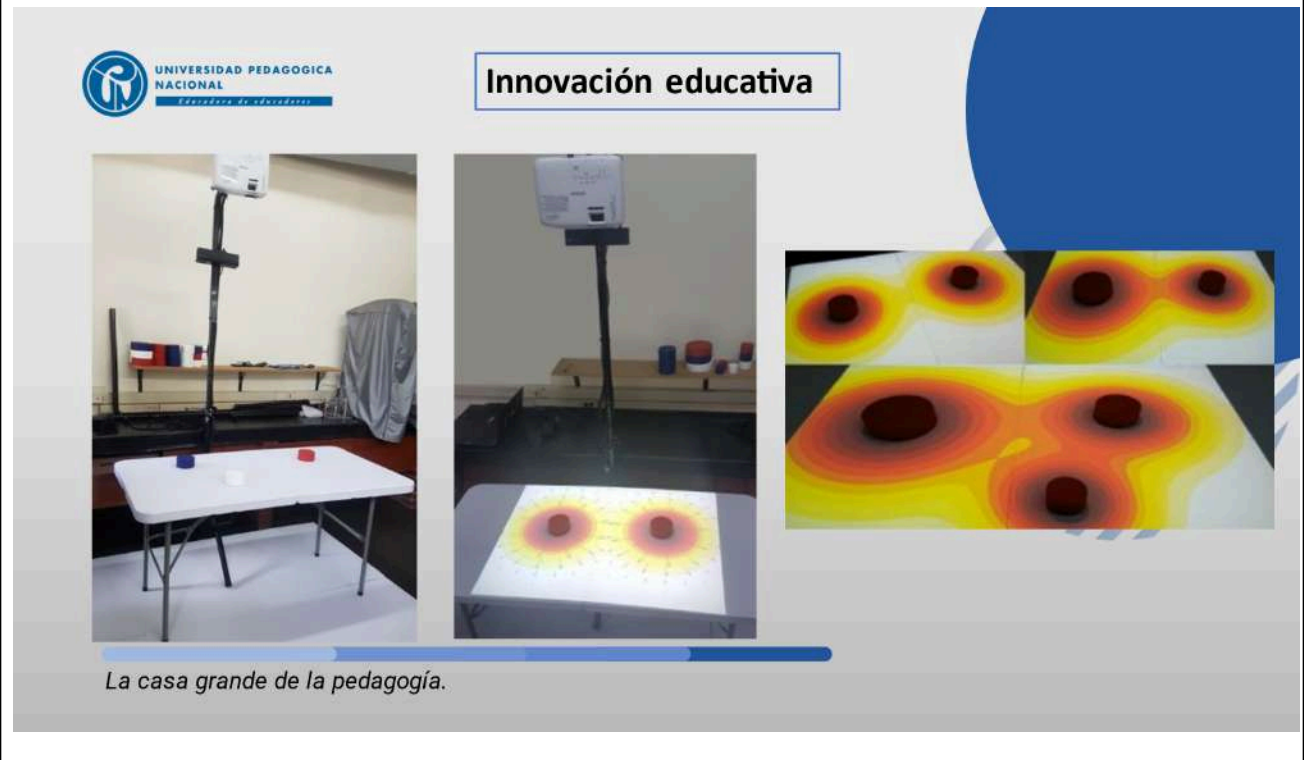 UNIVERSIDAD PEDAGOGICA
NACIONAL
Educadora de educadores
Innovación educativa
La casa grande de la pedagogía.